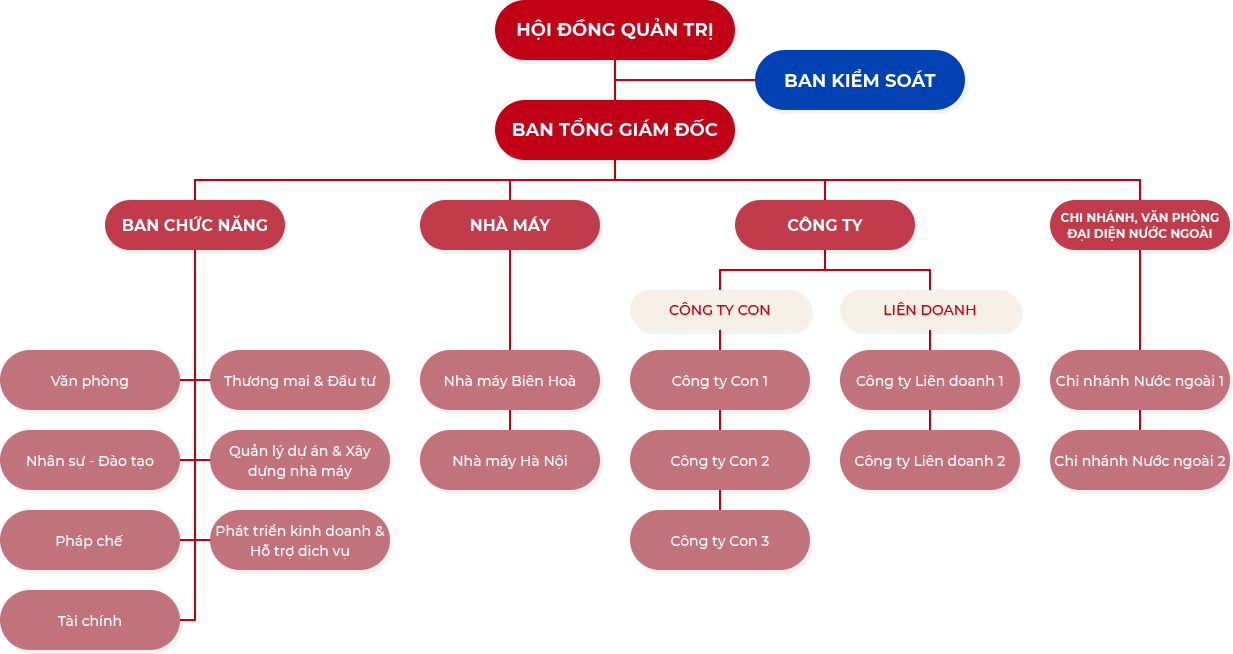 HỘI ĐỒNG QUẢN TRỊ
BAN KIỂM SOÁT
BAN TỔNG GIÁM ĐỐC
BAN CHỨC NĂNG
NHÀ MÁY
CÔNG TY
CHI NHÁNH, VĂN PHÒNG
ĐẠI DIỆN NƯỚC NGOÀI
CÔNG TY CON
LIÊN DOANH
Văn phòng
Thương mại & Đầu tư
Nhà máy Biên Hoà
Công ty Con 1
Công ty Liên doanh 1
Chi nhánh Nước ngoài 1
Nhân sự - Đào tạo
Quản lý dự án & Xây
dựng nhà máy
Nhà máy Hà Nội
Công ty Con 2
Công ty Liên doanh 2
Chi nhánh Nước ngoài 2
Pháp chế
Phát triển kinh doanh &
Hỗ trợ dịch vụ
Công ty Con 3
Tài chính